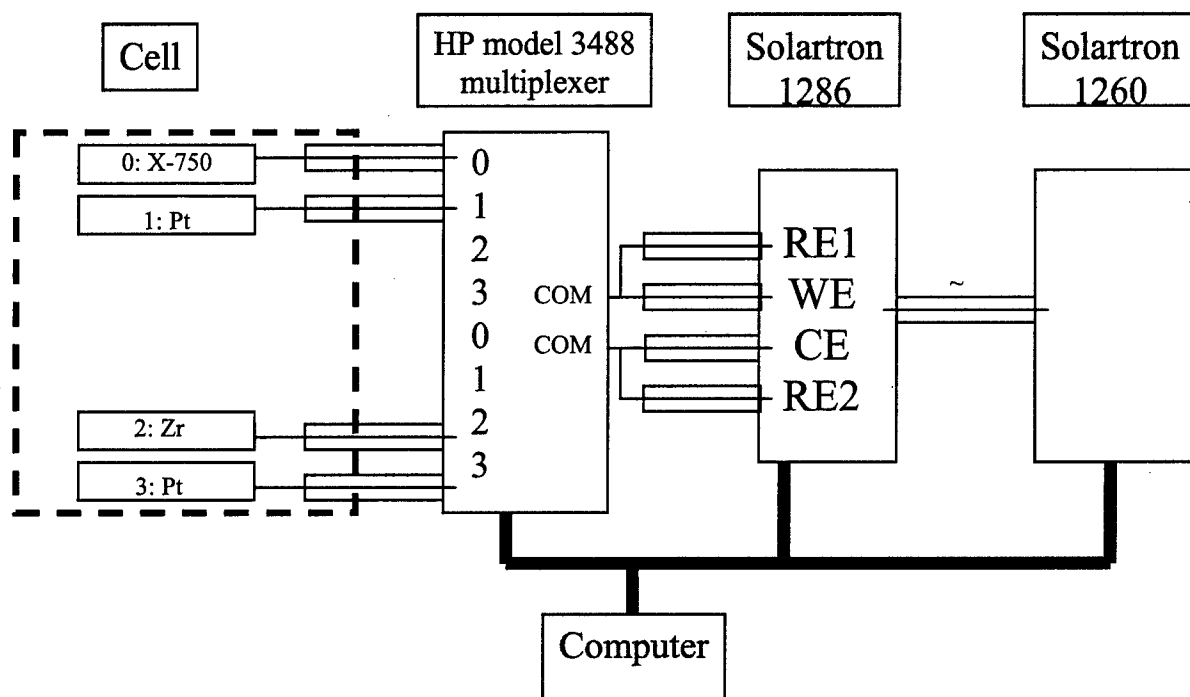 Cell
HP model 3488
multiplexer
Solartron
1286
Solartron
1260
0: X-750
1: Pt
2: Zr
3: Pt
0
1
2
3
0
1
2
3
COM
COM
RE1
WE
CE
RE2
~
Computer